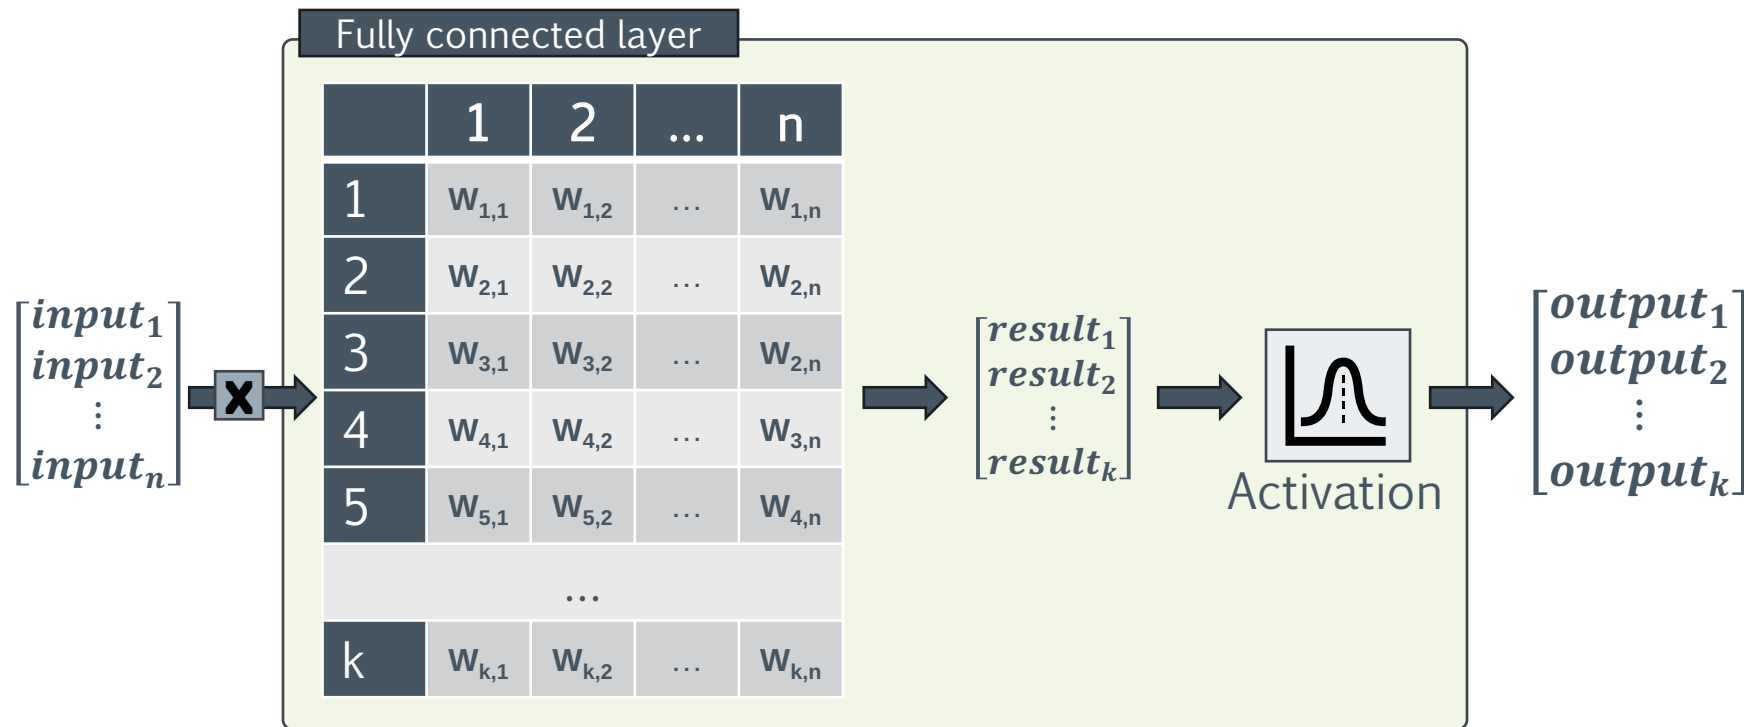 Fully connected layer
1 2 ... n
1 W1,1 W1,2 ... W1,n
2 W2,1 W2,2 ... W2,n
3 W3,1 W3,2 ... W2,n
4 W4,1 W4,2 ... W3,n
5 W5,1 W5,2 ... W4,n
...
k Wk,1 Wk,2 ... Wk,n
input1
input2
⋮
inputn
X
result1
result2
⋮
resultk
Activation
output1
output2
⋮
outputk